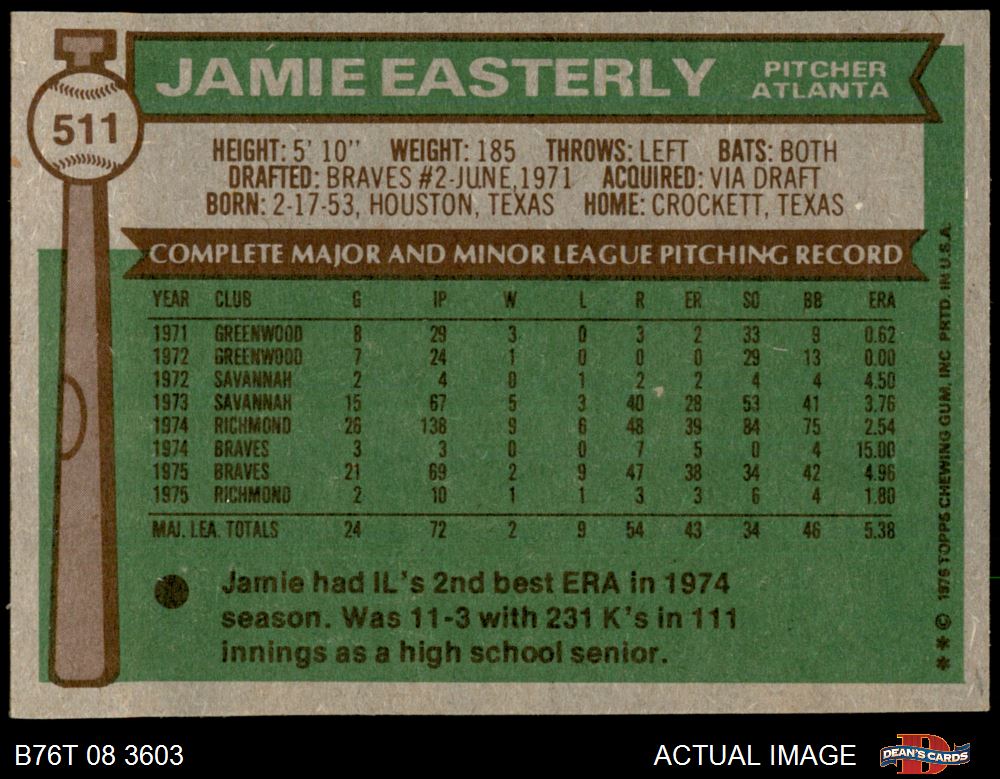 JAMIE EASTERLY PITCHER
ATLANTA
511
HEIGHT: 5' 10" WEIGHT: 185 THROWS: LEFT BATS: BOTH
DRAFTED: BRAVES #2-JUNE, 1971 ACQUIRED: VIA DRAFT
BORN: 2-17-53, HOUSTON, TEXAS HOME: CROCKETT, TEXAS
COMPLETE MAJOR AND MINOR LEAGUE PITCHING RECORD
YEAR CLUB G IP W L R ER SO BB ERA
1971 GREENWOOD 8 29 3 0 3 2 33 9 0.62
1972 GREENWOOD 7 24 1 0 0 0 29 13 0.00
1972 SAVANNAH 2 4 0 1 2 2 4 4 4.50
1973 SAVANNAH 15 67 5 3 40 28 53 41 3.76
1974 RICHMOND 26 138 9 6 48 39 84 75 2.54
1974 BRAVES 3 3 0 0 7 5 0 4 15.00
1975 BRAVES 21 69 2 9 47 38 34 42 4.96
1975 RICHMOND 2 10 1 1 3 3 6 4 1.80
MAJ. LEA. TOTALS 24 72 2 9 54 43 34 46 5.38
Jamie had IL's 2nd best ERA in 1974
season. Was 11-3 with 231 K's in 111
innings as a high school senior.
** © 1976 TOPPS CHEWING GUM, INC PRTD. IN U.S.A.
B76T 08 3603 ACTUAL IMAGE DEAN'S CARDS